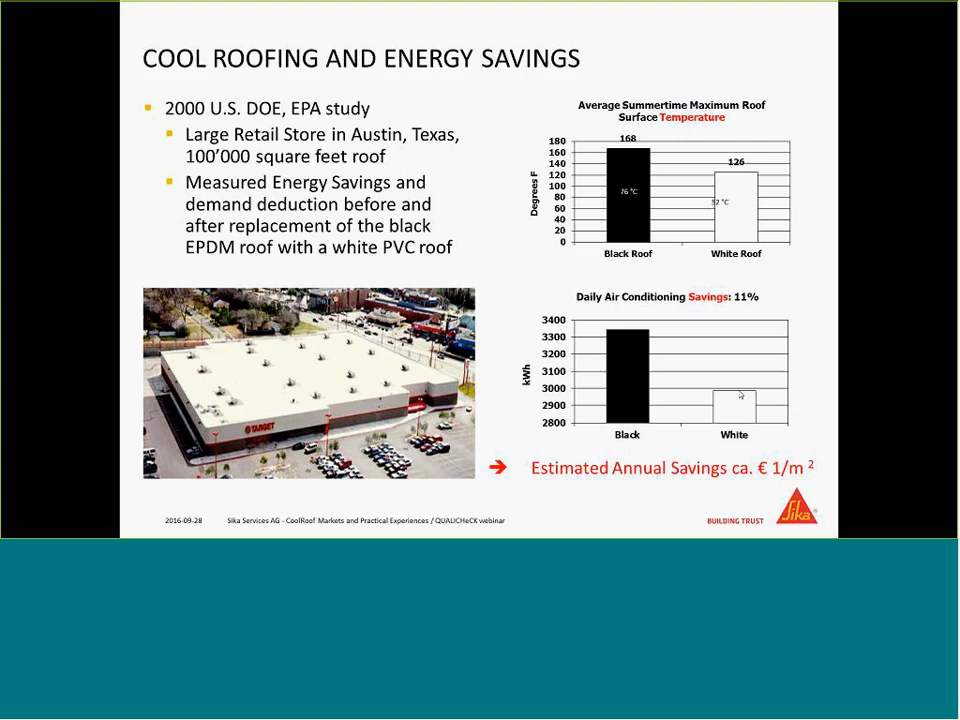 COOL ROOFING AND ENERGY SAVINGS
2000 U.S. DOE, EPA study
Large Retail Store in Austin, Texas,
100'000 square feet roof
Measured Energy Savings and
demand deduction before and
after replacement of the black
EPDM roof with a white PVC roof
TARGET
Average Summertime Maximum Roof
Surface Temperature
Degrees F
180
160
140
120
100
80
60
40
20
0
168
126
76 °C
52 °C
Black Roof
White Roof
Daily Air Conditioning Savings: 11%
kWh
3400
3300
3200
3100
3000
2900
2800
Black
White
➔ Estimated Annual Savings ca. € 1/m 2
2016-09-28
Sika Services AG - CoolRoof Markets and Practical Experiences / QUALICHeCK webinar
BUILDING TRUST
Sika®